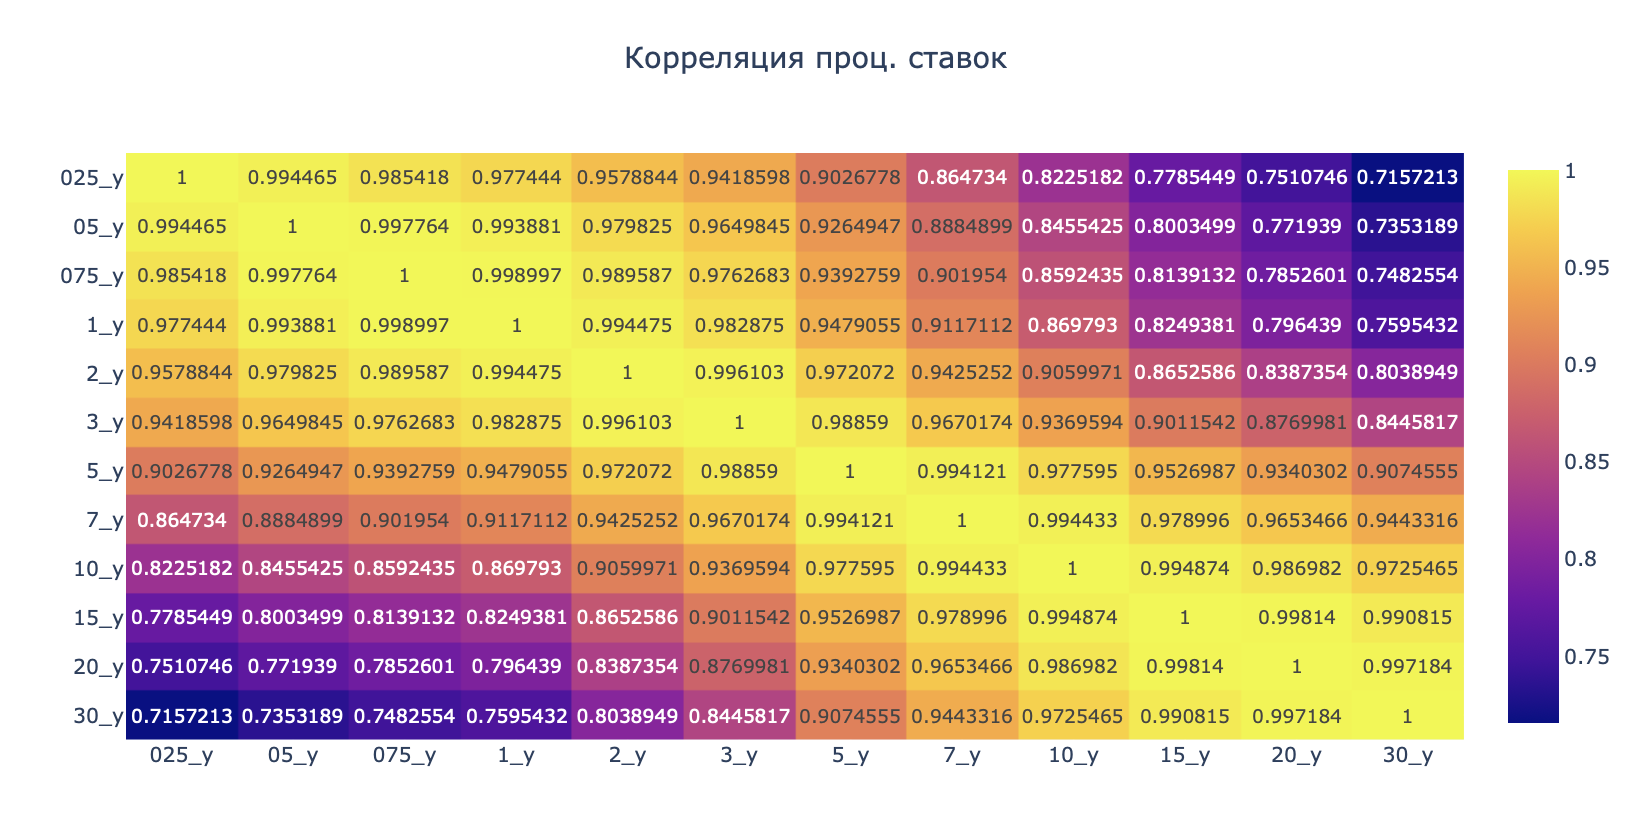 Корреляция проц. ставок
025_y 1 0.994465 0.985418 0.977444 0.9578844 0.9418598 0.9026778 0.864734 0.8225182 0.7785449 0.7510746 0.7157213
05_y 0.994465 1 0.997764 0.993881 0.979825 0.9649845 0.9264947 0.8884899 0.8455425 0.8003499 0.771939 0.7353189
075_y 0.985418 0.997764 1 0.998997 0.989587 0.9762683 0.9392759 0.901954 0.8592435 0.8139132 0.7852601 0.7482554
1_y 0.977444 0.993881 0.998997 1 0.994475 0.982875 0.9479055 0.9117112 0.869793 0.8249381 0.796439 0.7595432
2_y 0.9578844 0.979825 0.989587 0.994475 1 0.996103 0.972072 0.9425252 0.9059971 0.8652586 0.8387354 0.8038949
3_y 0.9418598 0.9649845 0.9762683 0.982875 0.996103 1 0.98859 0.9670174 0.9369594 0.9011542 0.8769981 0.8445817
5_y 0.9026778 0.9264947 0.9392759 0.9479055 0.972072 0.98859 1 0.994121 0.977595 0.9526987 0.9340302 0.9074555
7_y 0.864734 0.8884899 0.901954 0.9117112 0.9425252 0.9670174 0.994121 1 0.994433 0.978996 0.9653466 0.9443316
10_y 0.8225182 0.8455425 0.8592435 0.869793 0.9059971 0.9369594 0.977595 0.994433 1 0.994874 0.986982 0.9725465
15_y 0.7785449 0.8003499 0.8139132 0.8249381 0.8652586 0.9011542 0.9526987 0.978996 0.994874 1 0.99814 0.990815
20_y 0.7510746 0.771939 0.7852601 0.796439 0.8387354 0.8769981 0.9340302 0.9653466 0.986982 0.99814 1 0.997184
30_y 0.7157213 0.7353189 0.7482554 0.7595432 0.8038949 0.8445817 0.9074555 0.9443316 0.9725465 0.990815 0.997184 1
025_y 05_y 075_y 1_y 2_y 3_y 5_y 7_y 10_y 15_y 20_y 30_y
1
0.95
0.9
0.85
0.8
0.75